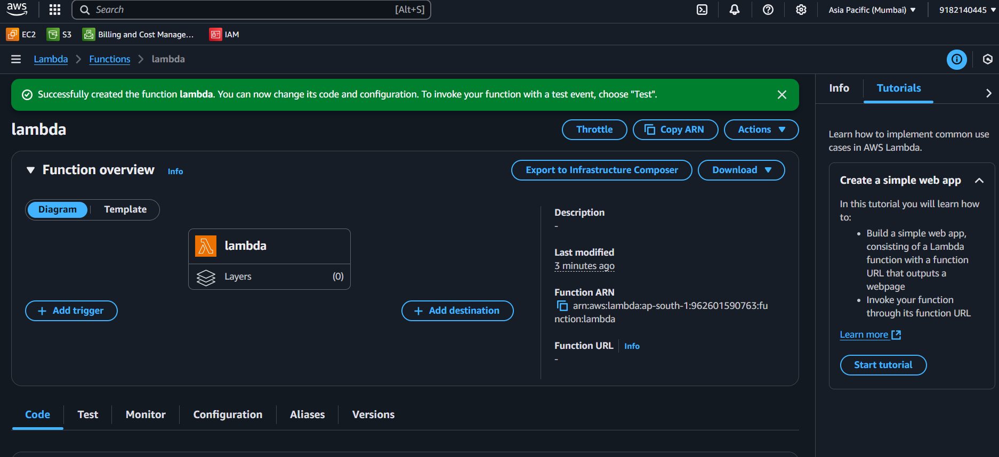 aws
Search [Alt+S]
Asia Pacific (Mumbai)
9182140445
EC2
S3
Billing and Cost Manage...
IAM
Lambda > Functions > lambda
Successfully created the function lambda. You can now change its code and configuration. To invoke your function with a test event, choose "Test".
lambda
Throttle
Copy ARN
Actions
Function overview Info
Export to Infrastructure Composer
Download
Diagram
Template
lambda
Layers (0)
Add trigger
Add destination
Description
-
Last modified
3 minutes ago
Function ARN
arn:aws:lambda:ap-south-1:962601590763:fu
nction:lambda
Function URL Info
-
Code
Test
Monitor
Configuration
Aliases
Versions
Info
Tutorials
Learn how to implement common use
cases in AWS Lambda.
Create a simple web app
In this tutorial you will learn how
to:
• Build a simple web app,
consisting of a Lambda
function with a function
URL that outputs a
webpage
• Invoke your function
through its function URL
Learn more
Start tutorial